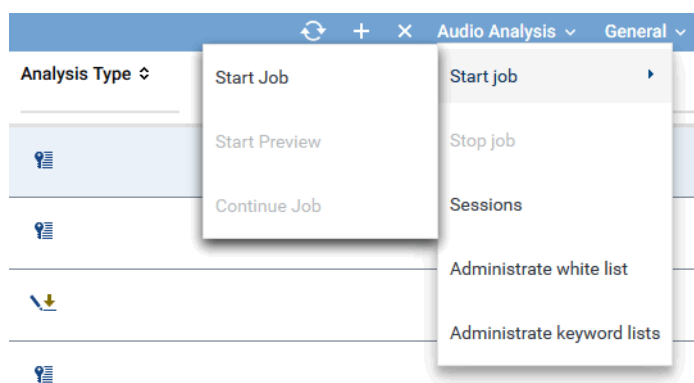 Audio Analysis General
Analysis Type
Start Job
Start Preview
Continue Job
Start job
Stop job
Sessions
Administrate white list
Administrate keyword lists